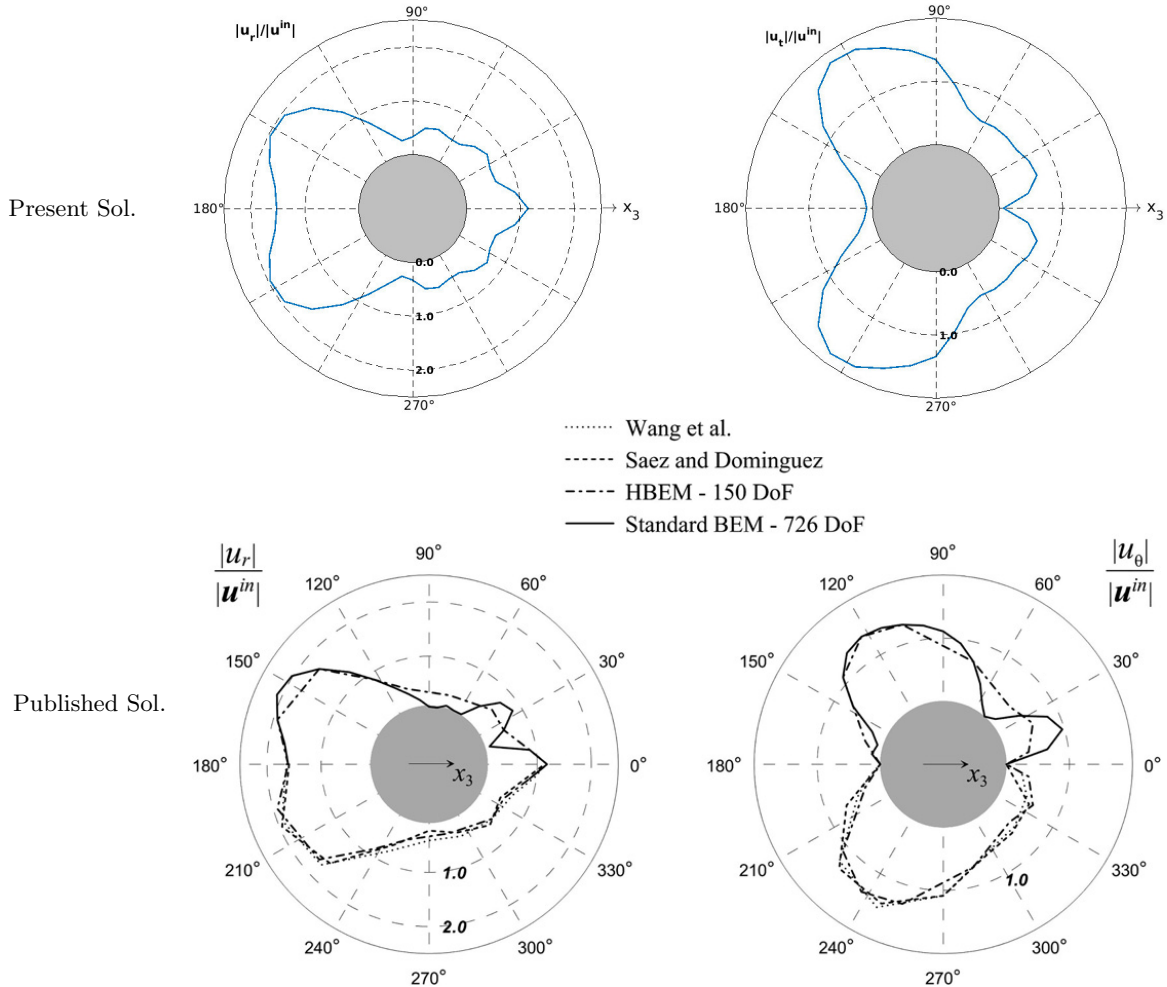 90°
|u_r|/|u^in|
180°
x_3
0.0
1.0
2.0
270°
90°
|u_t|/|u^in|
180°
x_3
0.0
1.0
270°
Present Sol.
Wang et al.
Saez and Dominguez
HBEM - 150 DoF
Standard BEM - 726 DoF
|u_r|
|u^in|
90°
120°
60°
150°
30°
180°
x_3
0°
210°
330°
1.0
2.0
240°
300°
270°
|u_θ|
|u^in|
90°
120°
60°
150°
30°
180°
x_3
0°
210°
330°
1.0
240°
300°
270°
Published Sol.